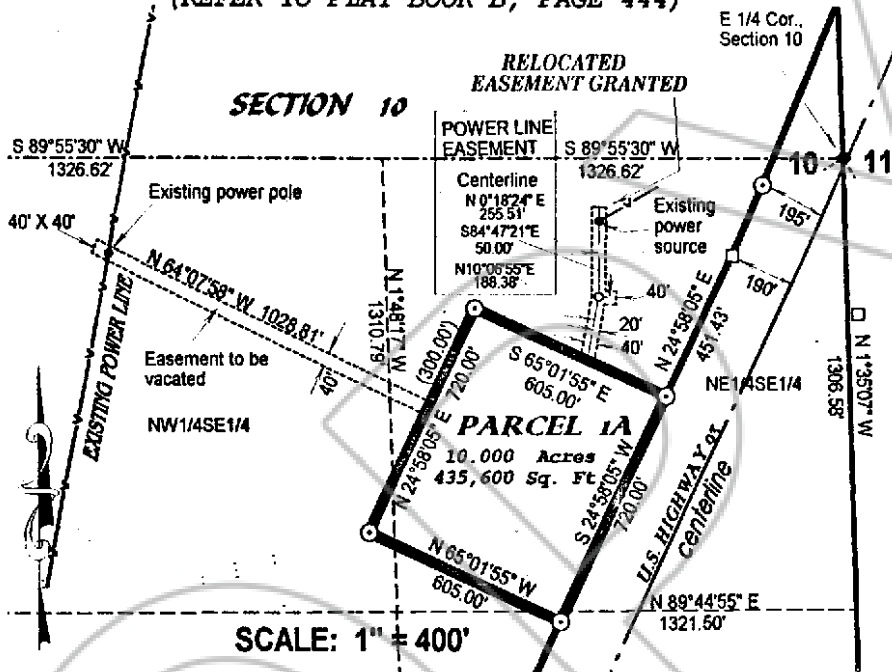 (REFER TO PLAT BOOK B, PAGE 444)
E 1/4 Cor.,
Section 10
RELOCATED
EASEMENT GRANTED
SECTION 10
POWER LINE
EASEMENT
Centerline
N 0°18'24" E
255.51'
S84°47'21"E
50.00'
N10°06'55"E
188.38'
S 89°55'30" W
1326.62'
S 89°55'30" W
1326.62'
10
11
Existing power pole
40' X 40'
Existing
power
source
195'
190'
N 64°07'58" W 1028.81'
N 1°48'17" W
1310.79'
40'
20'
40'
EXISTING POWER LINE
Easement to be
vacated
40'
NW1/4SE1/4
(300.00')
720.00'
N 24°58'05" E
S 65°01'55" E
605.00'
N 24°58'05" E
451.43'
NE1/4SE1/4
N 1°35'07" W
1306.58'
PARCEL 1A
10.000 Acres
435,600 Sq. Ft.
S 24°58'05" W
720.00'
U.S. HIGHWAY 93
centerline
N 65°01'55" W
605.00'
N 89°44'55" E
1321.50'
SCALE: 1" = 400'